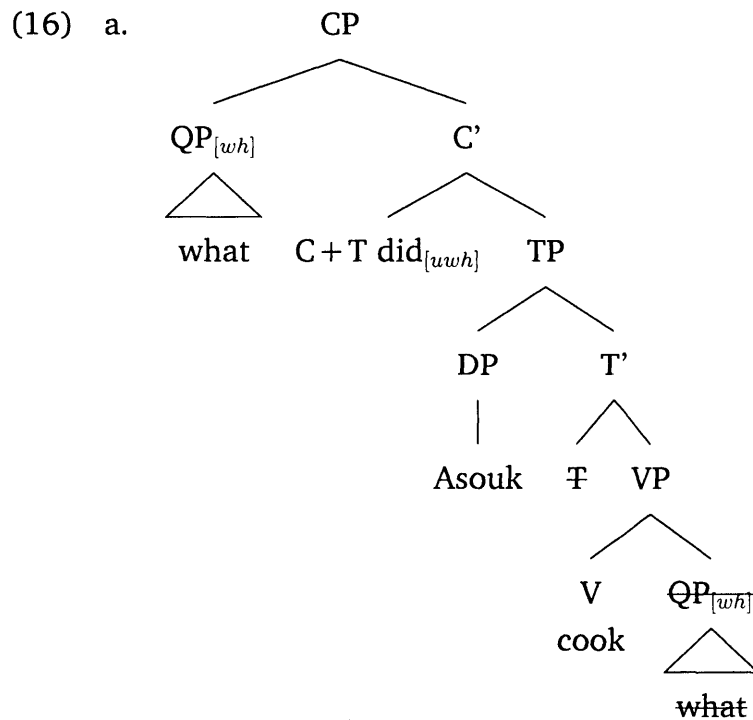 (16) a. CP
QP[wh] C’
what C+T did[uwh] TP
DP T’
Asouk T VP
V QP[wh]
cook
what